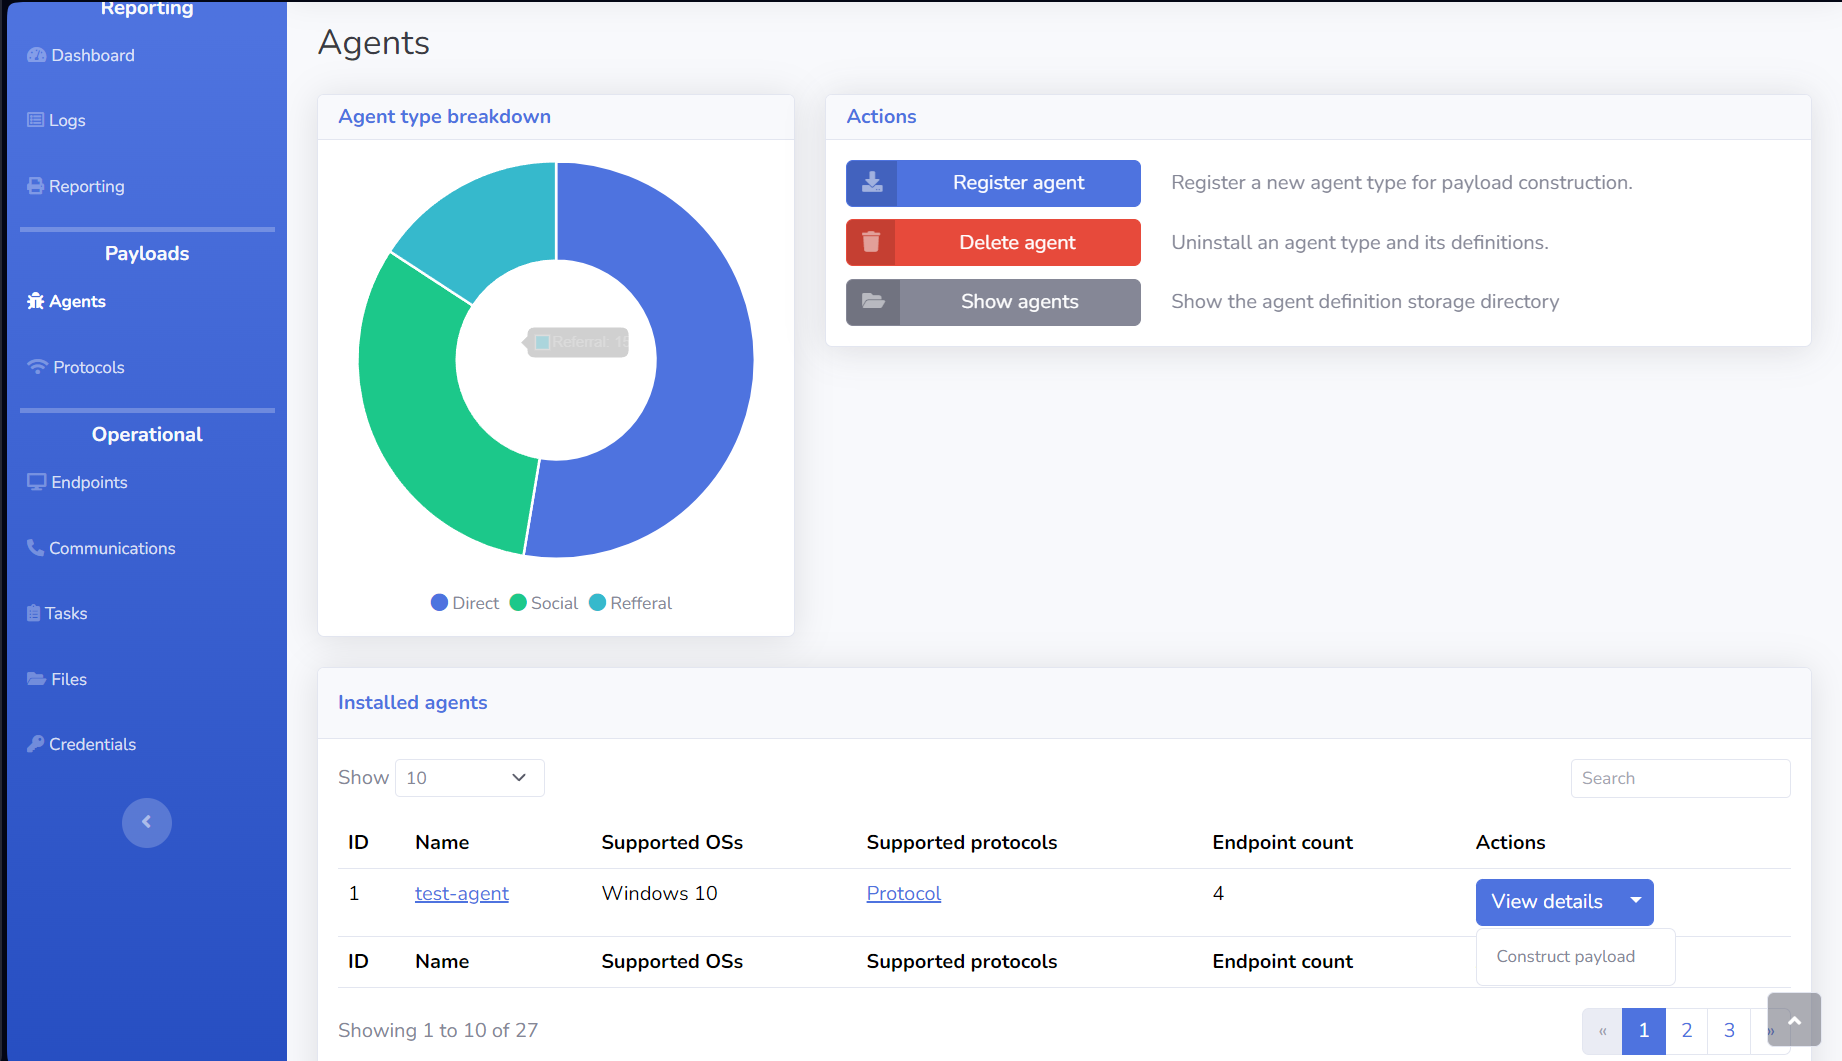 Reporting
Dashboard
Logs
Reporting
Payloads
Agents
Protocols
Operational
Endpoints
Communications
Tasks
Files
Credentials
Agents
Agent type breakdown
Referral: 15
Direct Social Refferal
Actions
Register agent Register a new agent type for payload construction.
Delete agent Uninstall an agent type and its definitions.
Show agents Show the agent definition storage directory
Installed agents
Show 10 Search
ID Name Supported OSs Supported protocols Endpoint count Actions
1 test-agent Windows 10 Protocol 4 View details
Construct payload
ID Name Supported OSs Supported protocols Endpoint count
Showing 1 to 10 of 27 « 1 2 3 »